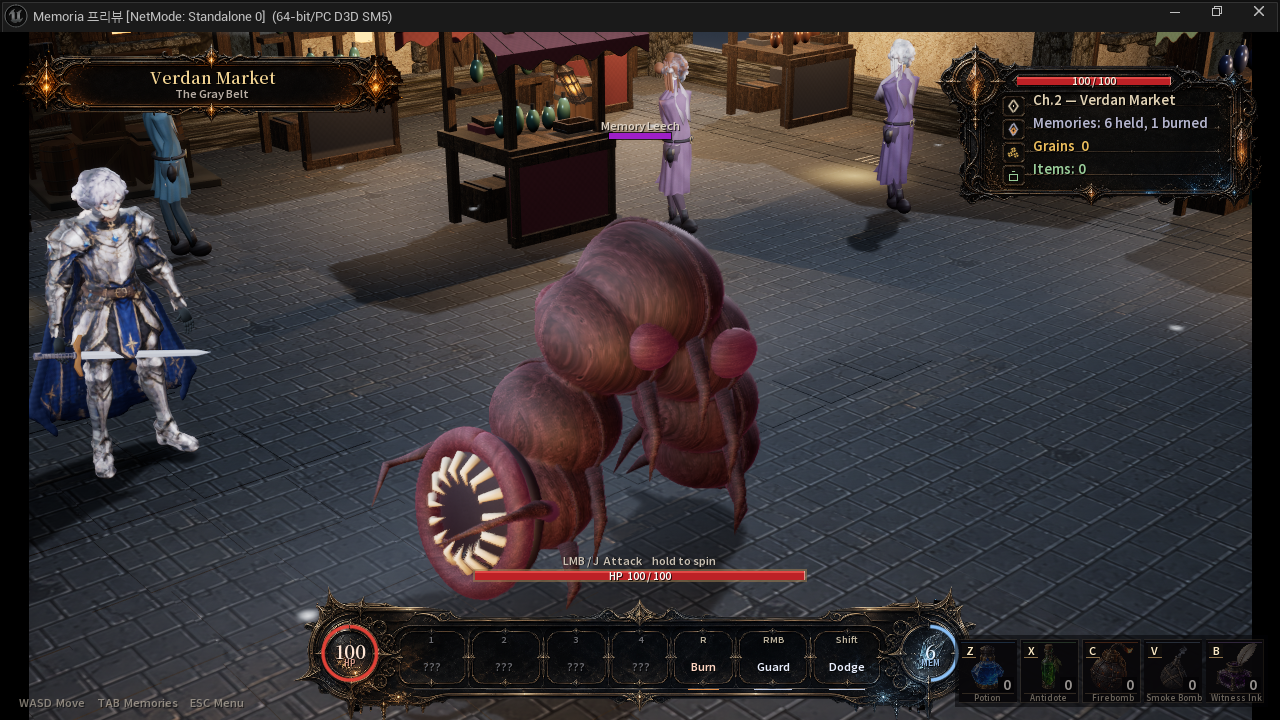 Memoria 프리뷰 [NetMode: Standalone 0] (64-bit/PC D3D SM5)
Verdan Market
The Gray Belt
100 / 100
Ch.2 — Verdan Market
Memories: 6 held, 1 burned
Grains 0
Items: 0
Memory Leech
LMB / J Attack hold to spin
HP 100 / 100
100
HP
1
???
2
???
3
???
4
???
R
Burn
RMB
Guard
Shift
Dodge
6
MEM
Z
0
Potion
X
0
Antidote
C
0
Firebomb
V
0
Smoke Bomb
B
0
Witness Ink
WASD Move TAB Memories ESC Menu